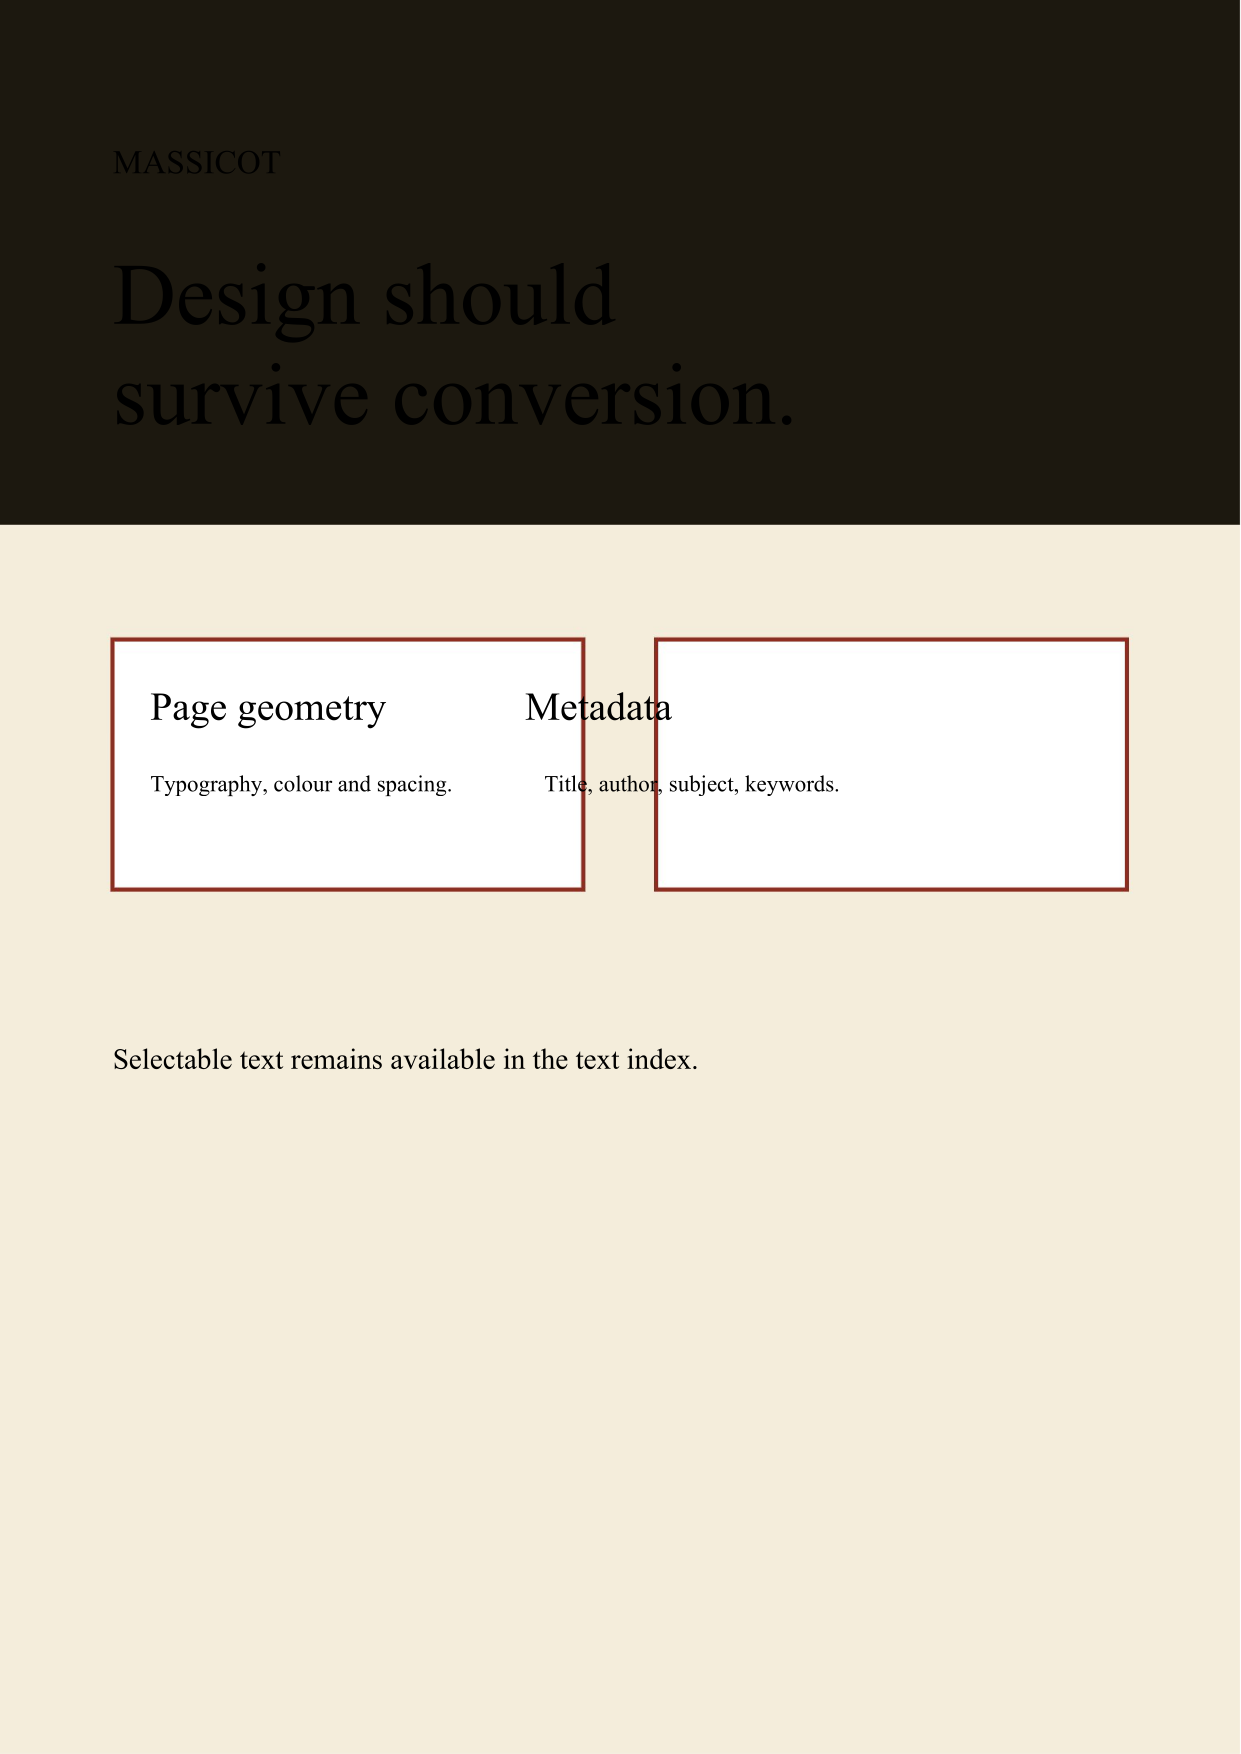 MASSICOT
Design should
survive conversion.
Page geometry
Metadata
Typography, colour and spacing.
Title, author, subject, keywords.
Selectable text remains available in the text index.